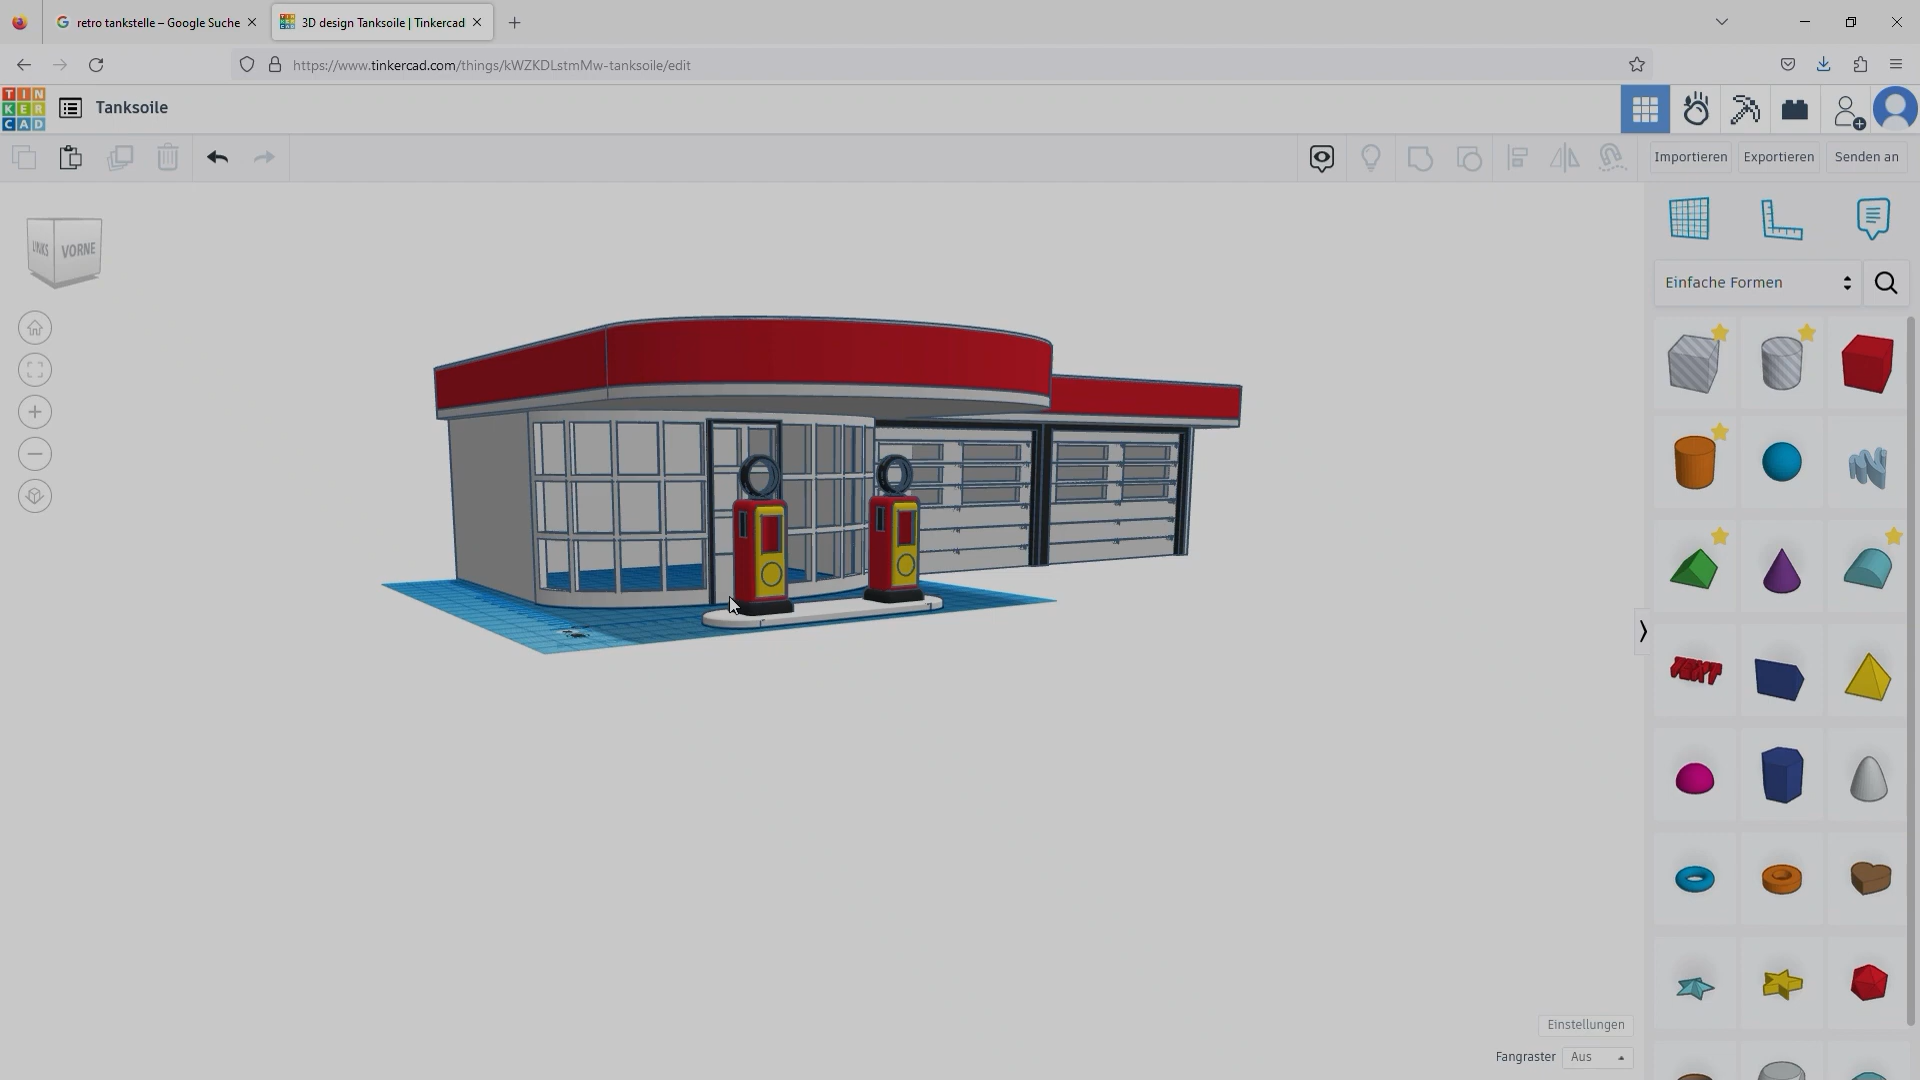 retro tankstelle – Google Suche
3D design Tanksoile | Tinkercad
https://www.tinkercad.com/things/kWZKDLstmMw-tanksoile/edit
TIN
KER
CAD
Tanksoile
Importieren
Exportieren
Senden an
LINKS
VORNE
Einfache Formen
TEXT
Einstellungen
Fangraster
Aus